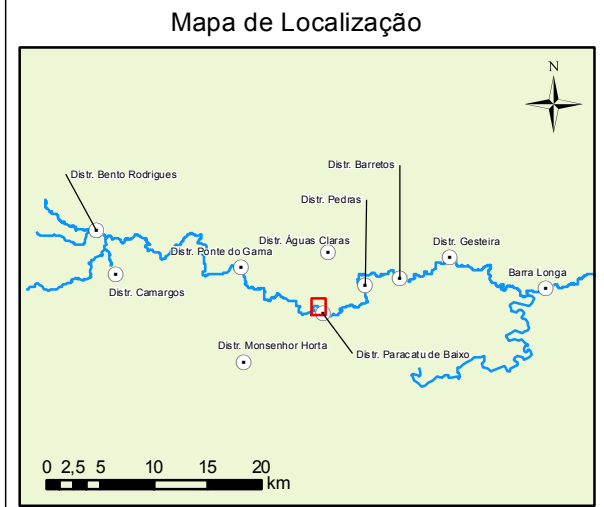 Mapa de Localização
N
Distr. Barretos
Distr. Bento Rodrigues
Distr. Pedras
Distr. Águas Claras
Distr. Gesteira
Distr. Ponte do Gama
Barra Longa
Distr. Camargos
Distr. Monsenhor Horta
Distr. Paracatu de Baixo
0 2,5 5 10 15 20
km